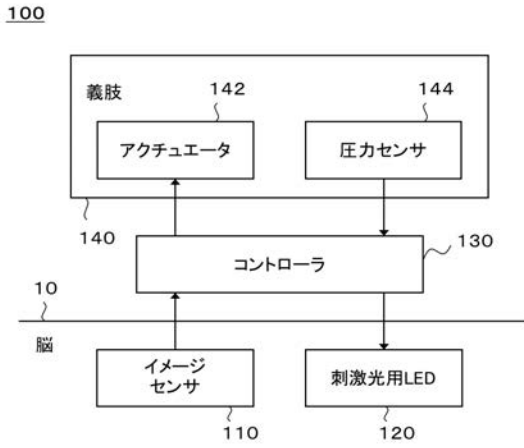 100
義肢
142
144
アクチュエータ
圧力センサ
140
130
コントローラ
10
脳
イメージ
センサ
刺激光用LED
110
120